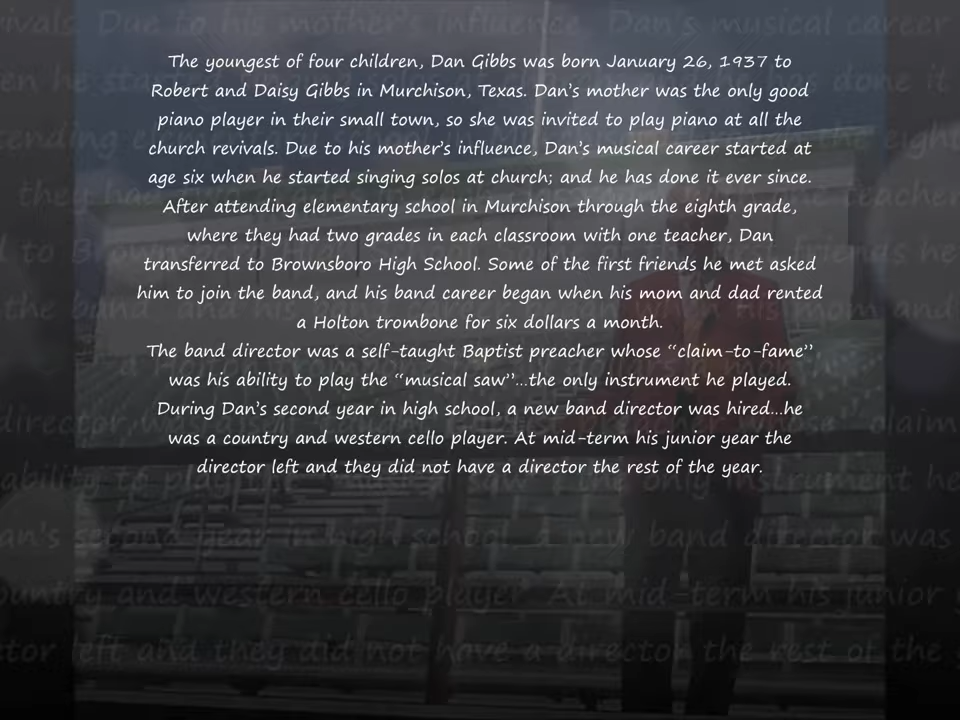 The youngest of four children, Dan Gibbs was born January 26, 1937 to
Robert and Daisy Gibbs in Murchison, Texas. Dan's mother was the only good
piano player in their small town, so she was invited to play piano at all the
church revivals. Due to his mother's influence, Dan's musical career started at
age six when he started singing solos at church; and he has done it ever since.
After attending elementary school in Murchison through the eighth grade,
where they had two grades in each classroom with one teacher, Dan
transferred to Brownsboro High School. Some of the first friends he met asked
him to join the band, and his band career began when his mom and dad rented
a Holton trombone for six dollars a month.
The band director was a self-taught Baptist preacher whose “claim-to-fame”
was his ability to play the “musical saw”...the only instrument he played.
During Dan's second year in high school, a new band director was hired...he
was a country and western cello player. At mid-term his junior year the
director left and they did not have a director the rest of the year.